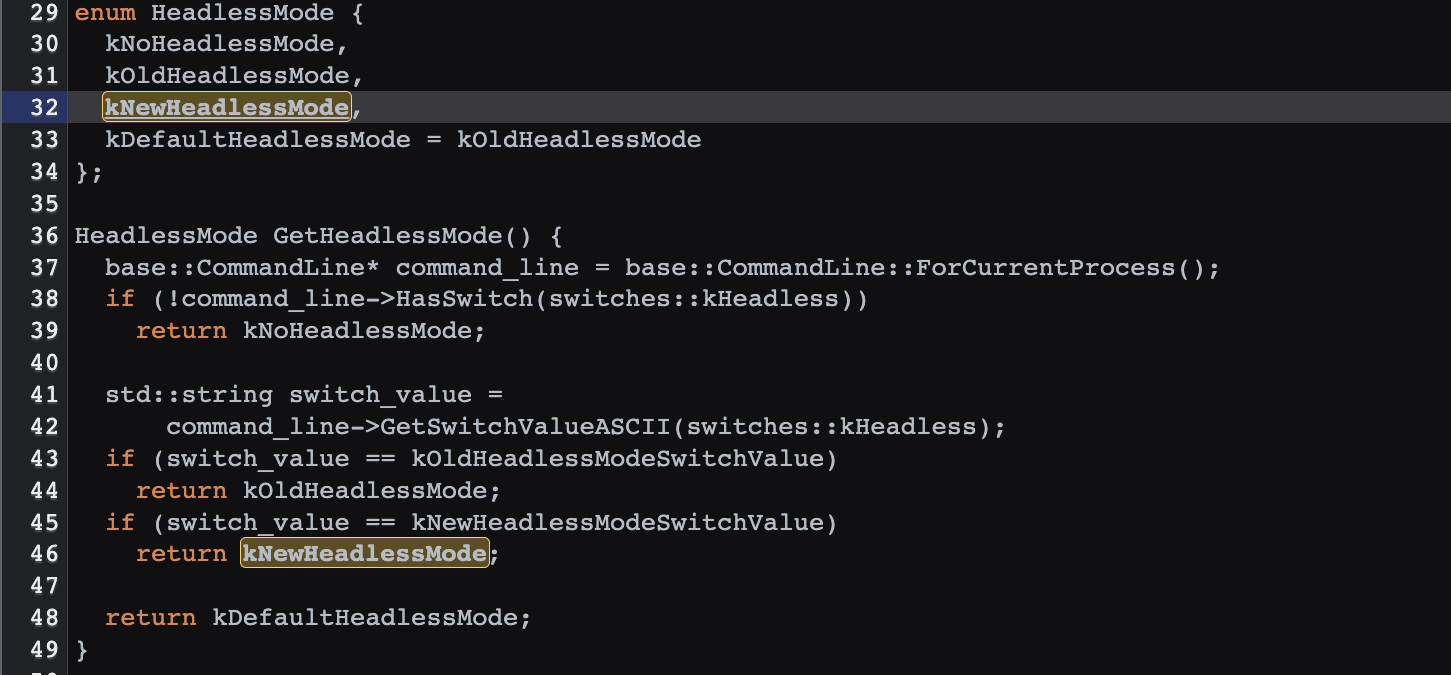 29 enum HeadlessMode {
30   kNoHeadlessMode,
31   kOldHeadlessMode,
32   kNewHeadlessMode,
33   kDefaultHeadlessMode = kOldHeadlessMode
34 };
35
36 HeadlessMode GetHeadlessMode() {
37   base::CommandLine* command_line = base::CommandLine::ForCurrentProcess();
38   if (!command_line->HasSwitch(switches::kHeadless))
39     return kNoHeadlessMode;
40
41   std::string switch_value =
42       command_line->GetSwitchValueASCII(switches::kHeadless);
43   if (switch_value == kOldHeadlessModeSwitchValue)
44     return kOldHeadlessMode;
45   if (switch_value == kNewHeadlessModeSwitchValue)
46     return kNewHeadlessMode;
47
48   return kDefaultHeadlessMode;
49 }